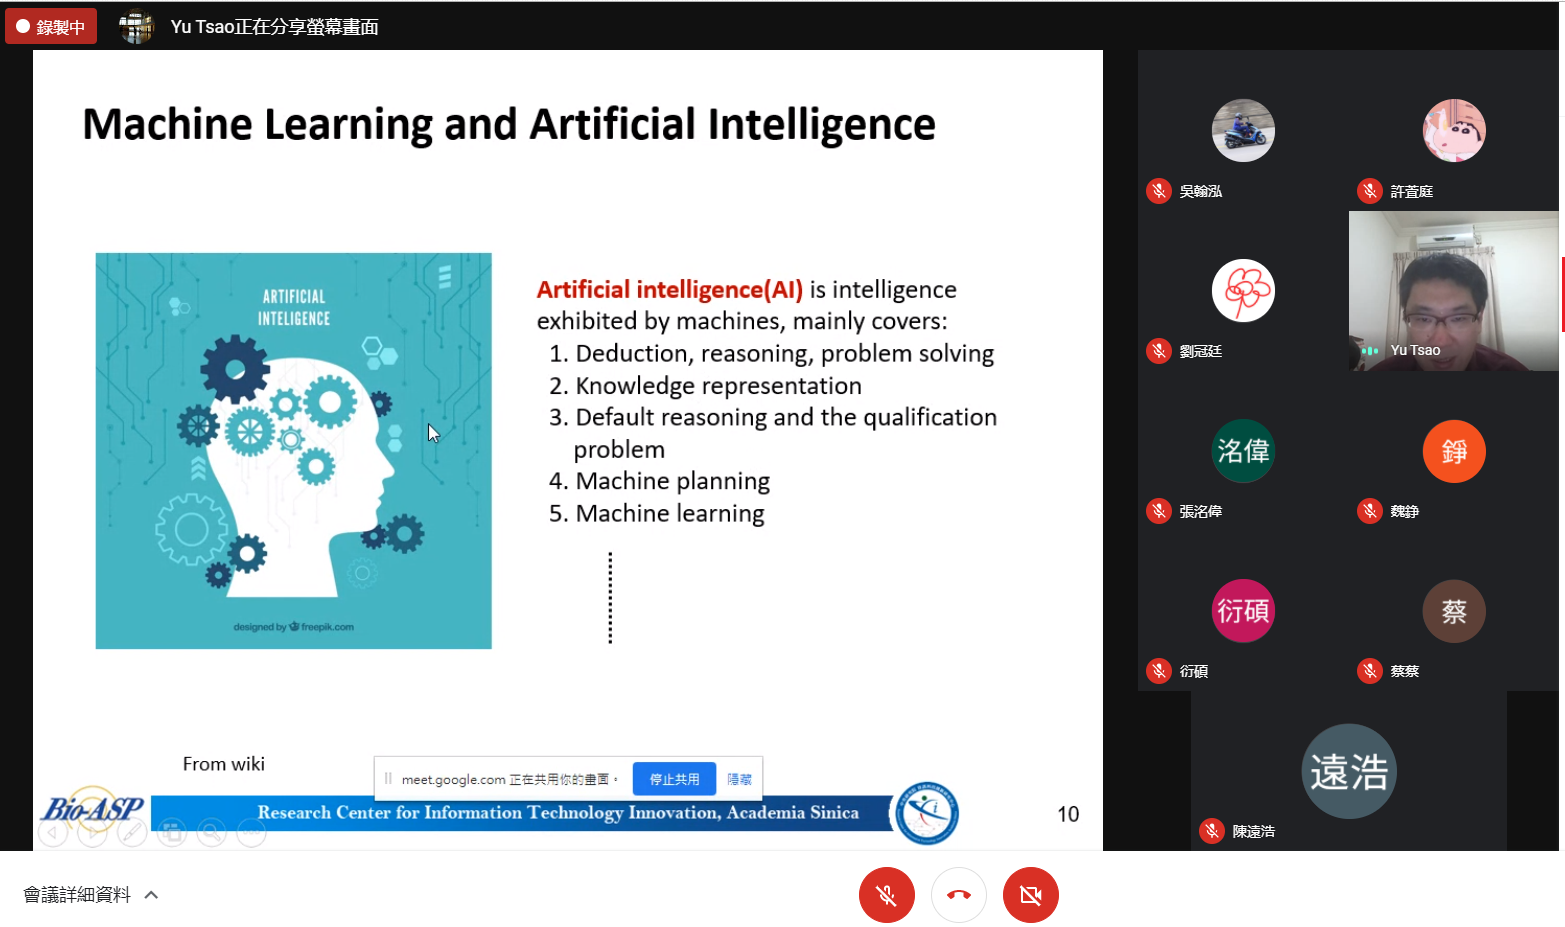 錄製中
Yu Tsao正在分享螢幕畫面
Machine Learning and Artificial Intelligence
ARTIFICIAL
INTELIGENCE
designed by freepik.com
Artificial intelligence(AI) is intelligence
exhibited by machines, mainly covers:
1. Deduction, reasoning, problem solving
2. Knowledge representation
3. Default reasoning and the qualification
problem
4. Machine planning
5. Machine learning
From wiki
meet.google.com 正在共用你的畫面。
停止共用
隱藏
Bio-ASP
Research Center for Information Technology Innovation, Academia Sinica
10
吳翰泓
許萓庭
劉冠廷
Yu Tsao
洺偉
張洺偉
錚
魏錚
衍碩
衍碩
蔡
蔡蔡
遠浩
陳遠浩
會議詳細資料